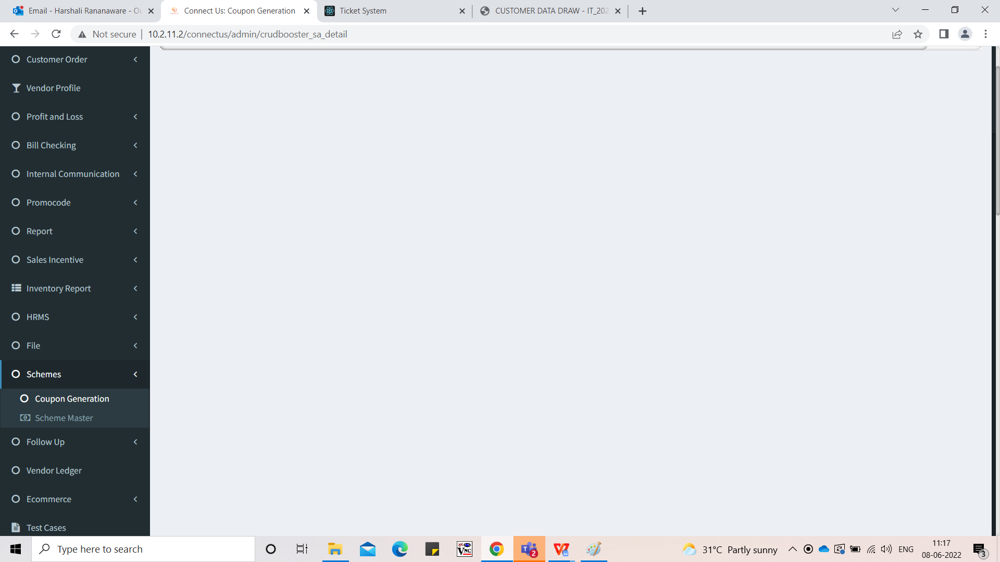 Email - Harshali Rananaware - Ou
Connect Us: Coupon Generation
Ticket System
CUSTOMER DATA DRAW - IT_202
Not secure
10.2.11.2/connectus/admin/crudbooster_sa_detail
Customer Order
Vendor Profile
Profit and Loss
Bill Checking
Internal Communication
Promocode
Report
Sales Incentive
Inventory Report
HRMS
File
Schemes
Coupon Generation
Scheme Master
Follow Up
Vendor Ledger
Ecommerce
Test Cases
Type here to search
VNC
2
31°C Partly sunny
ENG
11:17
08-06-2022
3